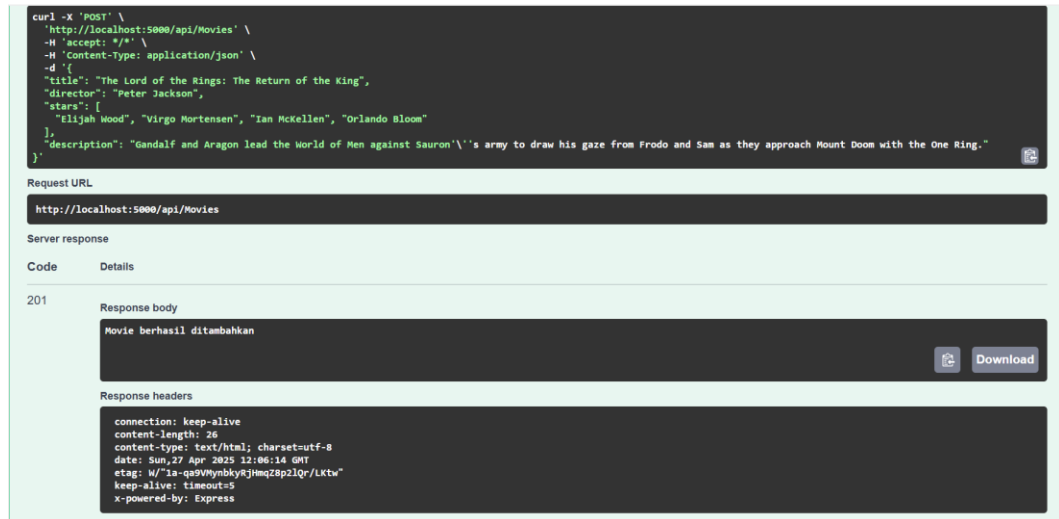 curl -X 'POST' \
'http://localhost:5000/api/Movies' \
-H 'accept: */*' \
-H 'Content-Type: application/json' \
-d '{
"title": "The Lord of the Rings: The Return of the King",
"director": "Peter Jackson",
"stars": [
"Elijah Wood", "Virgo Mortensen", "Ian McKellen", "Orlando Bloom"
],
"description": "Gandalf and Aragon lead the World of Men against Sauron'\''s army to draw his gaze from Frodo and Sam as they approach Mount Doom with the One Ring."
}'
Request URL
http://localhost:5000/api/Movies
Server response
Code Details
201
Response body
Movie berhasil ditambahkan
Download
Response headers
connection: keep-alive
content-length: 26
content-type: text/html; charset=utf-8
date: Sun,27 Apr 2025 12:06:14 GMT
etag: W/"1a-qa9VMynbkyRjHmqZ8p2lQr/LKtw"
keep-alive: timeout=5
x-powered-by: Express